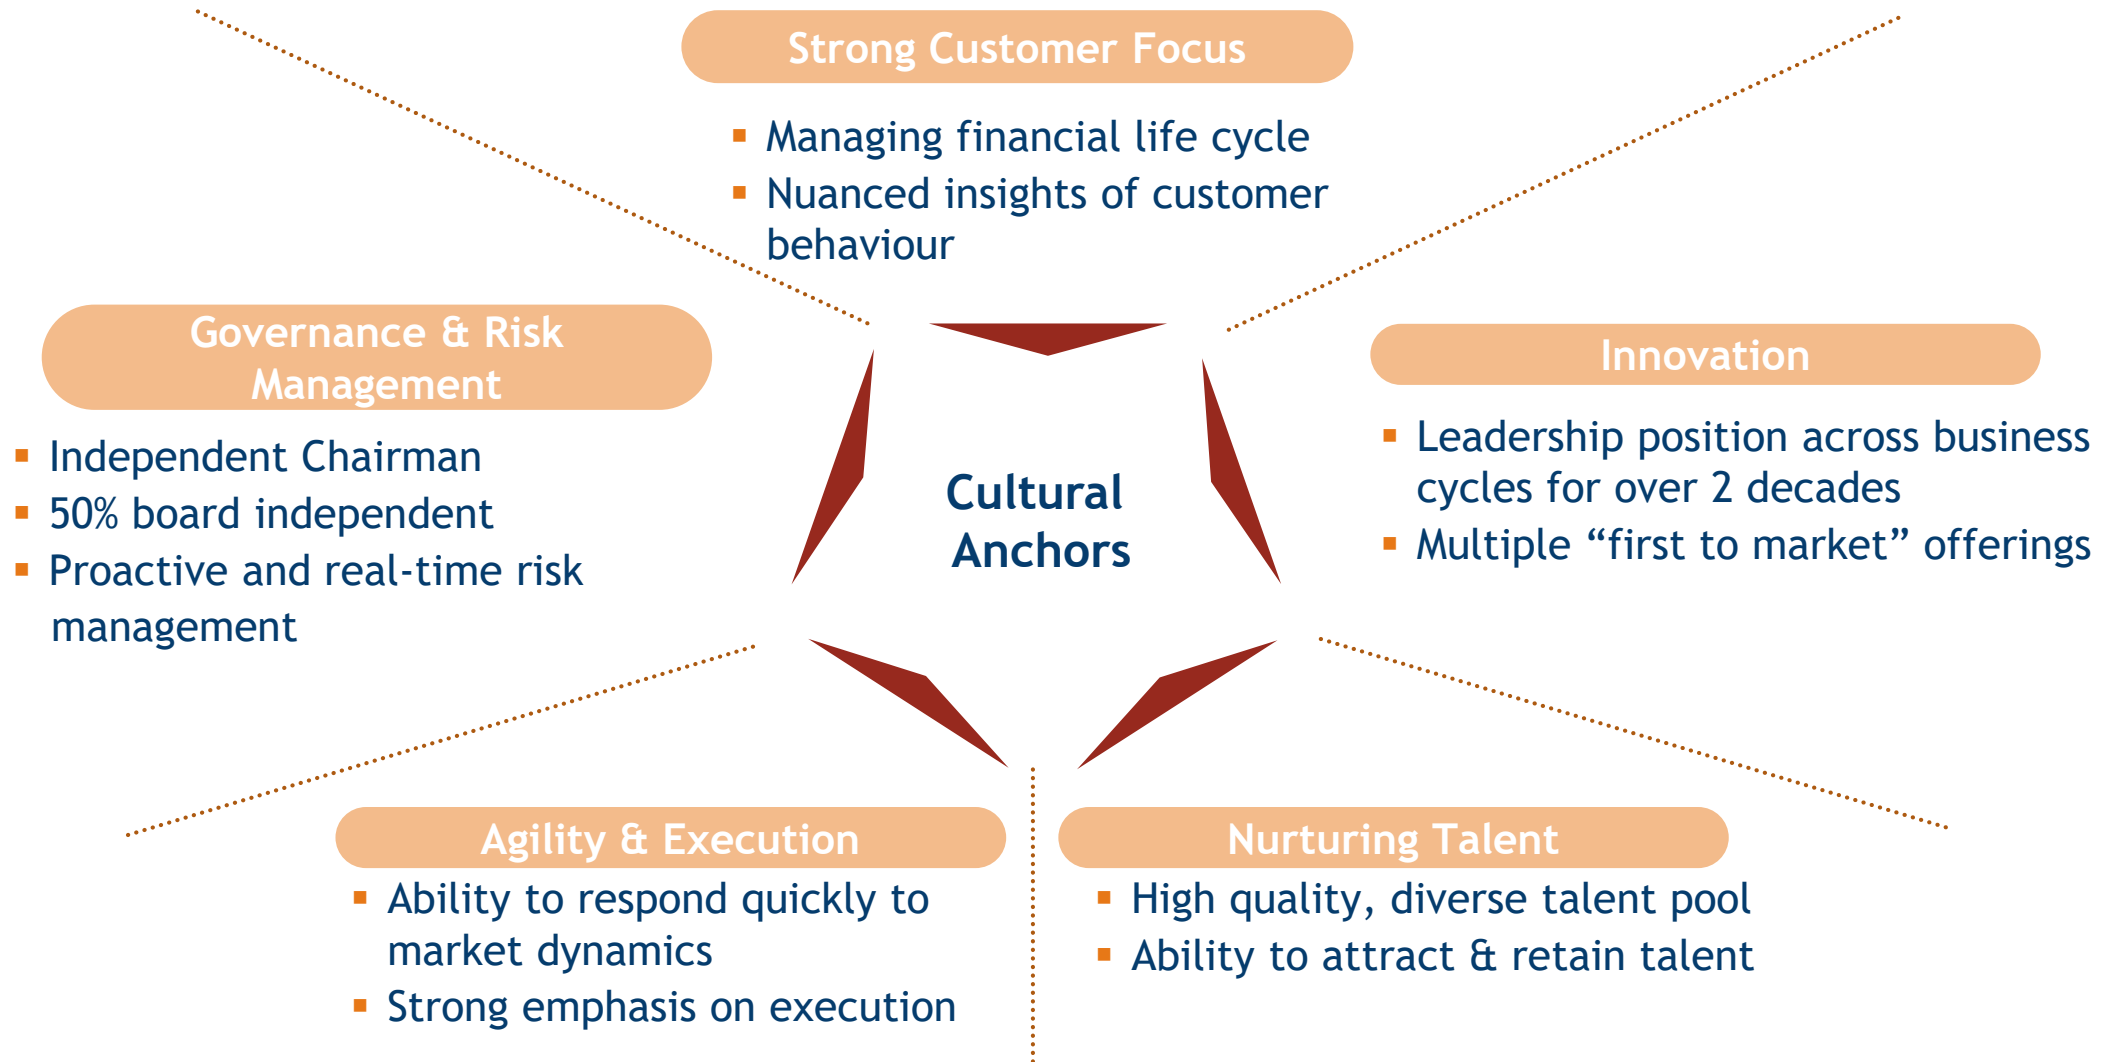 Strong Customer Focus
▪ Managing financial life cycle
▪ Nuanced insights of customer
behaviour
Governance & Risk
Management
▪ Independent Chairman
▪ 50% board independent
▪ Proactive and real-time risk
management
Cultural
Anchors
Innovation
▪ Leadership position across business
cycles for over 2 decades
▪ Multiple “first to market” offerings
Agility & Execution
▪ Ability to respond quickly to
market dynamics
▪ Strong emphasis on execution
Nurturing Talent
▪ High quality, diverse talent pool
▪ Ability to attract & retain talent